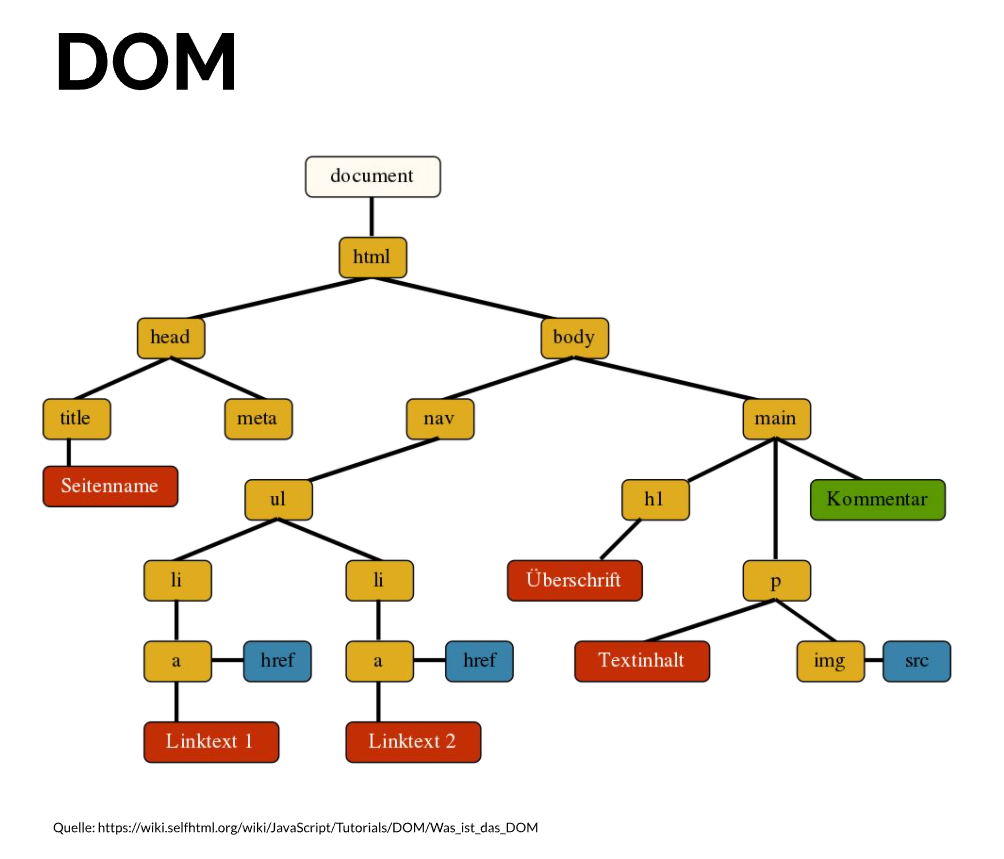 DOM
document
html
head
body
title
meta
nav
main
Seitenname
ul
h1
Kommentar
li
li
Überschrift
p
a
href
a
href
Textinhalt
img
src
Linktext 1
Linktext 2
Quelle: https://wiki.selfhtml.org/wiki/JavaScript/Tutorials/DOM/Was_ist_das_DOM